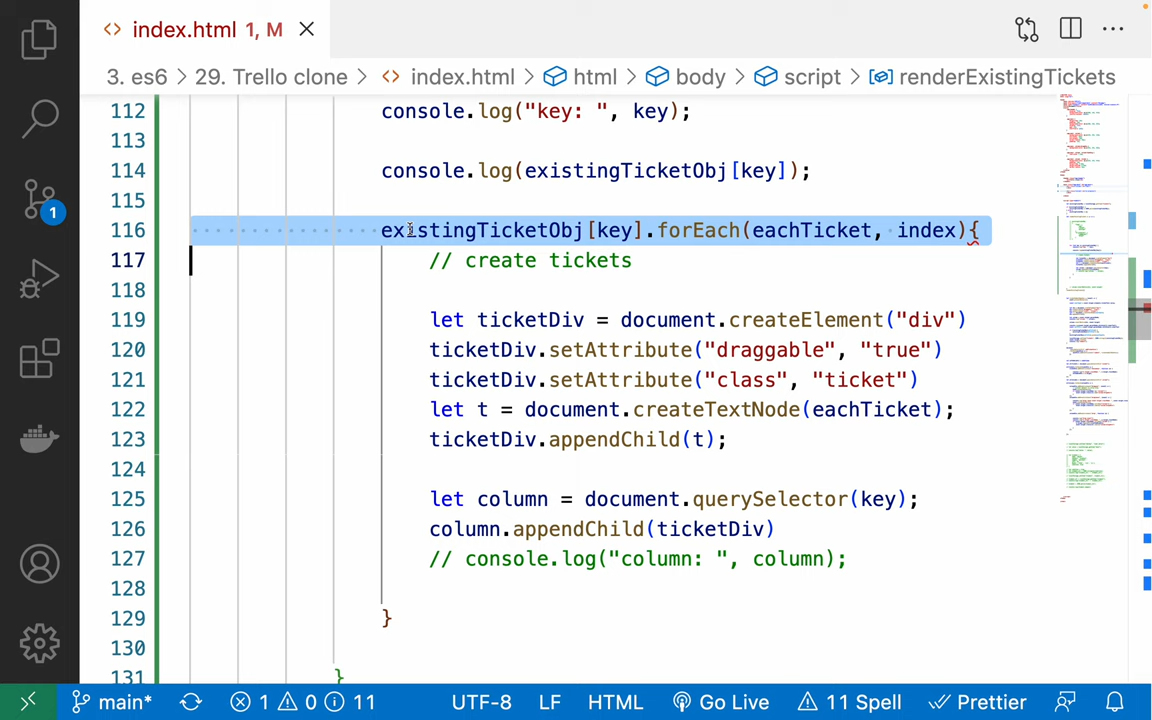 index.html 1, M
3. es6 > 29. Trello clone > index.html > html > body > script > renderExistingTickets
112 console.log("key: ", key);
113
114 console.log(existingTicketObj[key]);
115
116 existingTicketObj[key].forEach(eachTicket, index){
117 // create tickets
118
119 let ticketDiv = document.createElement("div")
120 ticketDiv.setAttribute("draggable", "true")
121 ticketDiv.setAttribute("class", "ticket")
122 let t = document.createTextNode(eachTicket);
123 ticketDiv.appendChild(t);
124
125 let column = document.querySelector(key);
126 column.appendChild(ticketDiv)
127 // console.log("column: ", column);
128
129 }
130
131 }
1
main* 1 0 11 UTF-8 LF HTML Go Live 11 Spell Prettier